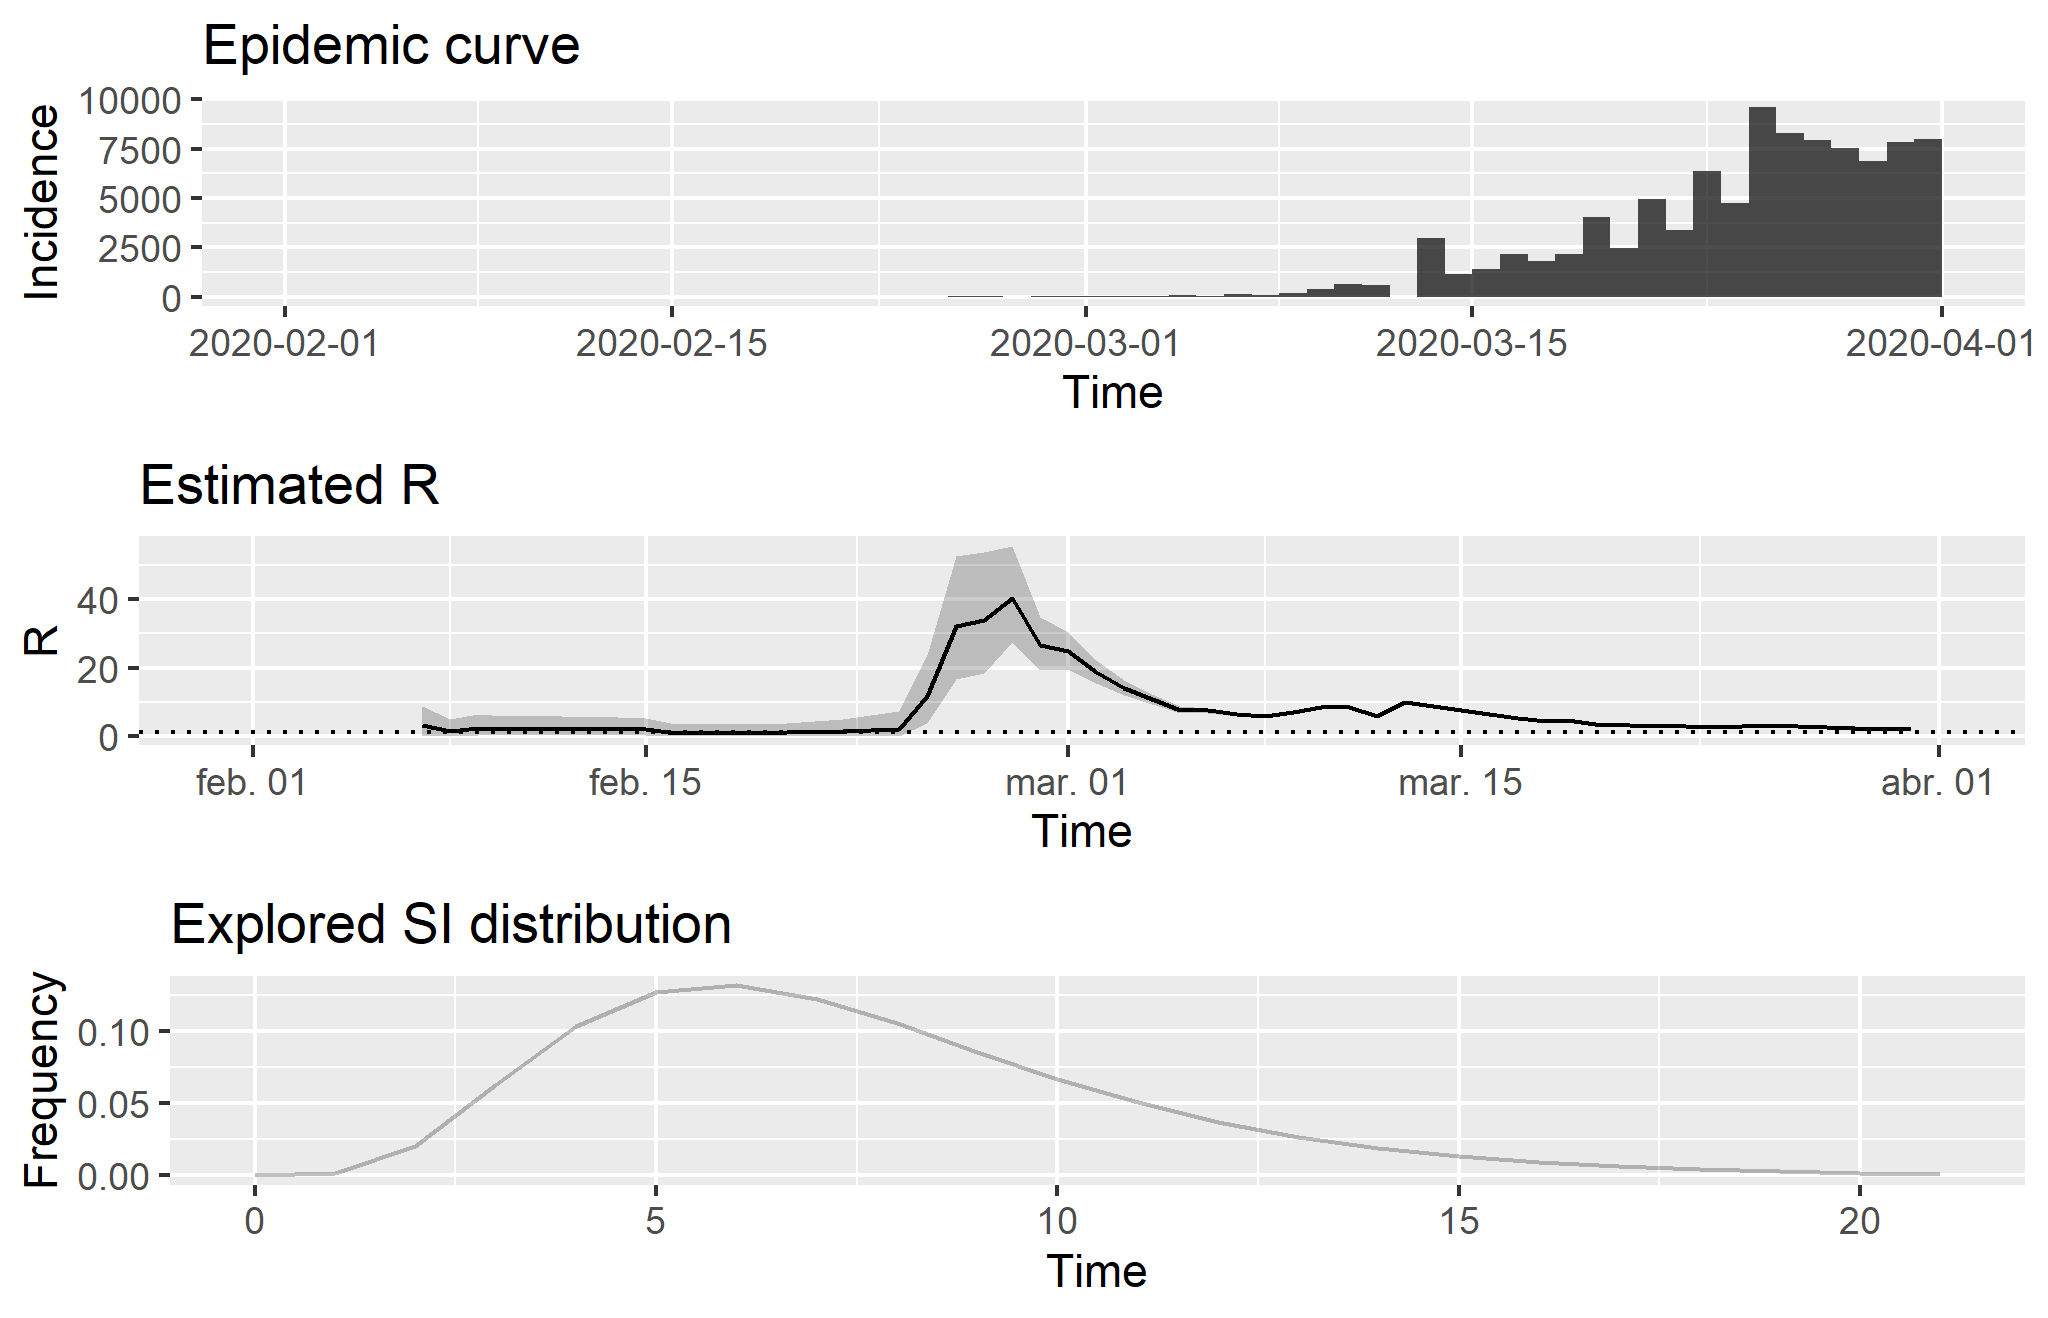 Epidemic curve
Incidence
10000
7500
5000
2500
0
2020-02-01 2020-02-15 2020-03-01 2020-03-15 2020-04-01
Time
Estimated R
R
40
20
0
feb. 01 feb. 15 mar. 01 mar. 15 abr. 01
Time
Explored SI distribution
Frequency
0.10
0.05
0.00
0 5 10 15 20
Time